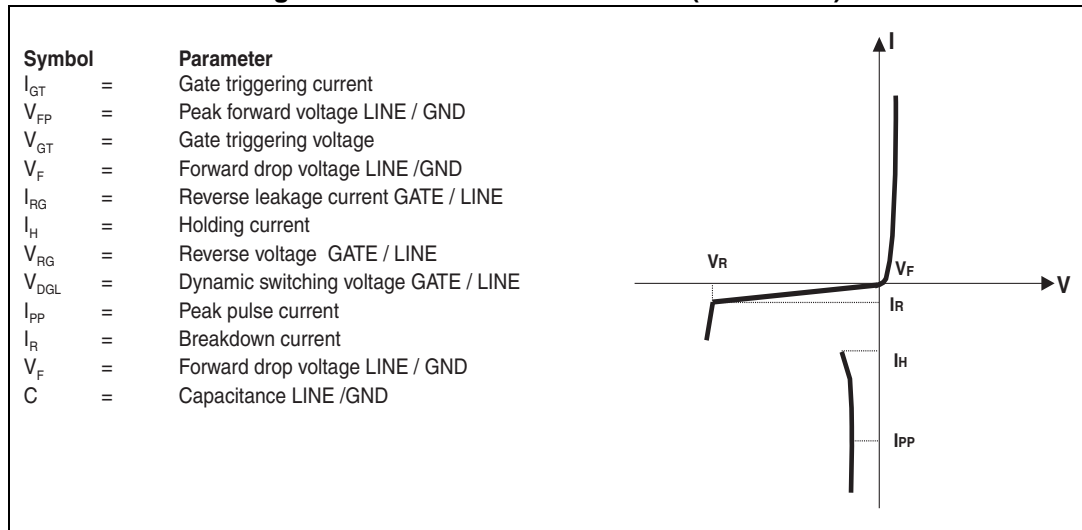 Symbol Parameter
IGT = Gate triggering current
VFP = Peak forward voltage LINE / GND
VGT = Gate triggering voltage
VF = Forward drop voltage LINE /GND
IRG = Reverse leakage current GATE / LINE
IH = Holding current
VRG = Reverse voltage GATE / LINE
VDGL = Dynamic switching voltage GATE / LINE
IPP = Peak pulse current
IR = Breakdown current
VF = Forward drop voltage LINE / GND
C = Capacitance LINE /GND
I
VR
VF
V
IR
IH
IPP